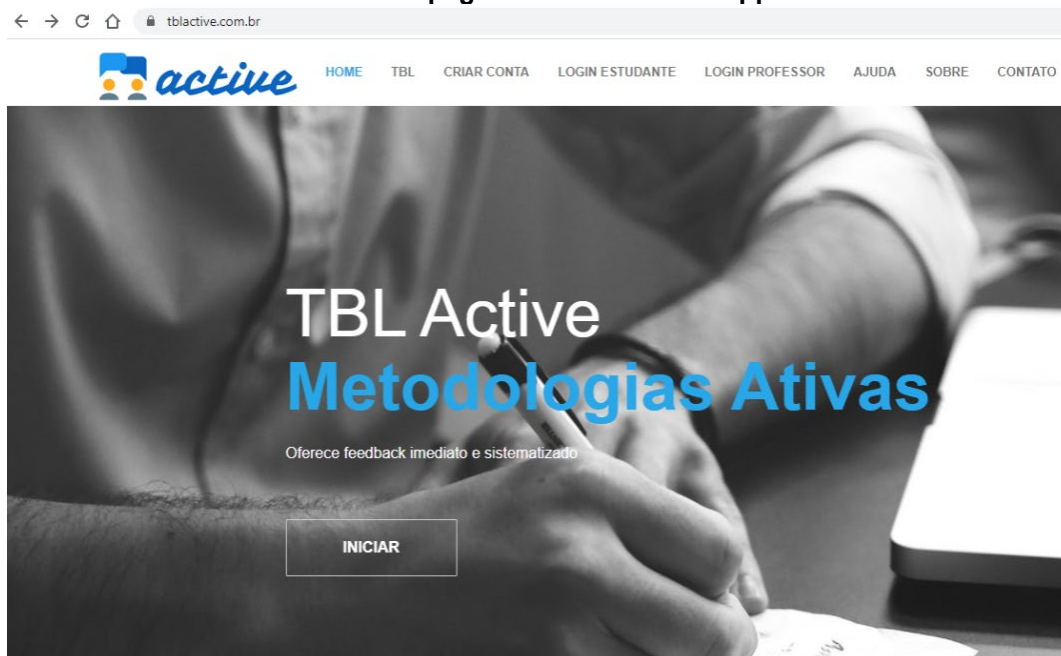 tblactive.com.br
active
HOME TBL CRIAR CONTA LOGIN ESTUDANTE LOGIN PROFESSOR AJUDA SOBRE CONTATO
TBL Active
Metodologias Ativas
Oferece feedback imediato e sistematizado
INICIAR